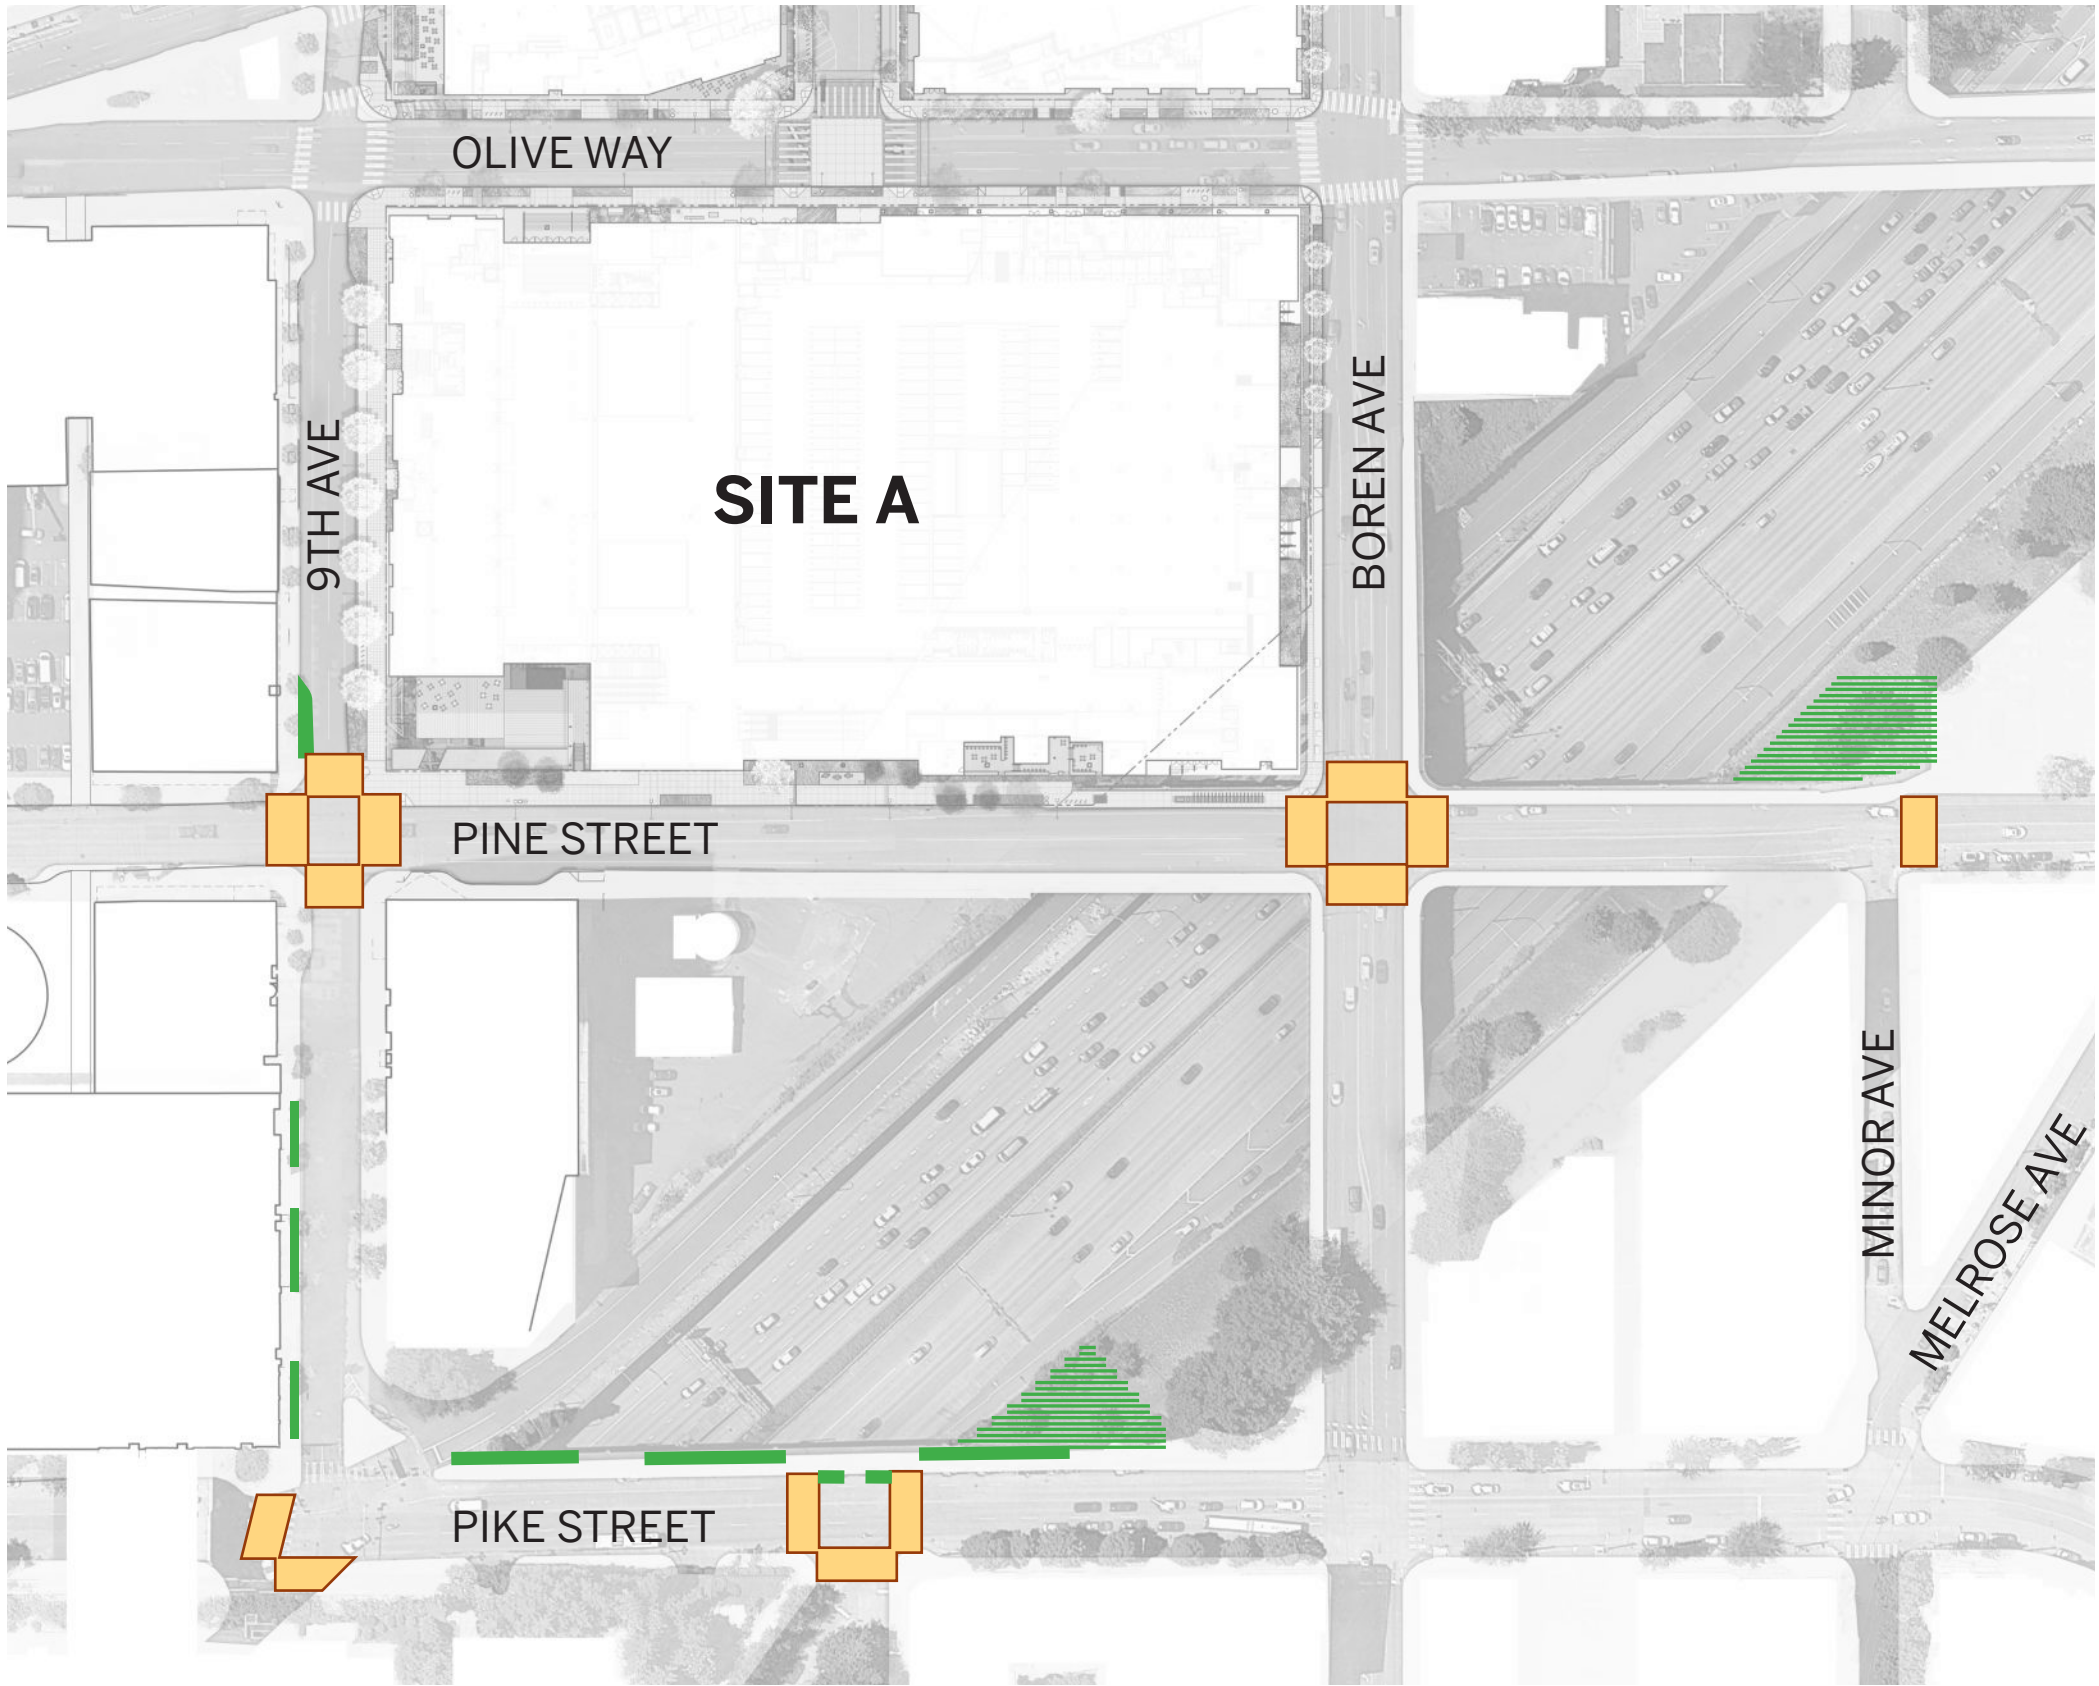 OLIVE WAY
9TH AVE
SITE A
BOREN AVE
PINE STREET
MINOR AVE
MELROSE AVE
PIKE STREET